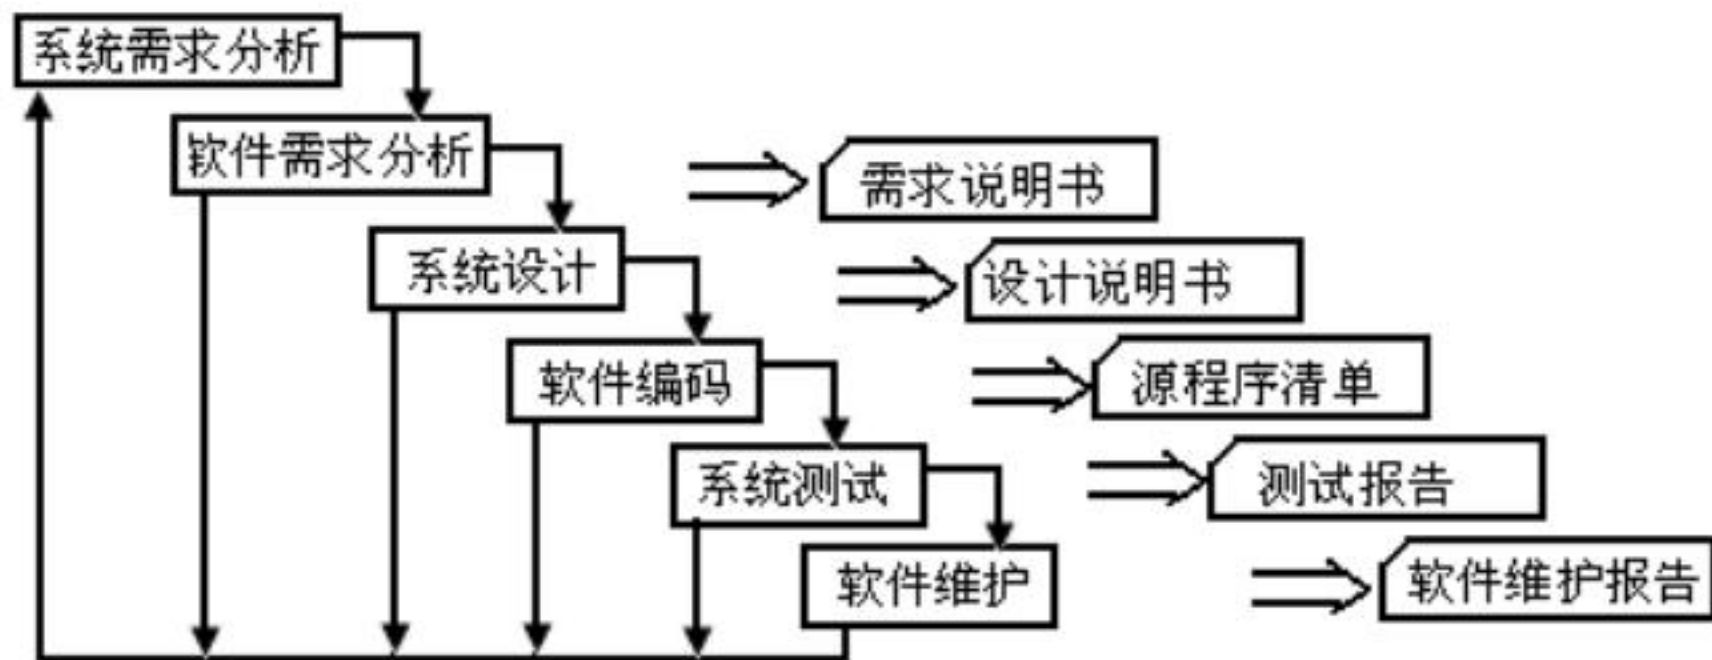 系统需求分析
软件需求分析
需求说明书
系统设计
设计说明书
软件编码
源程序清单
系统测试
测试报告
软件维护
软件维护报告